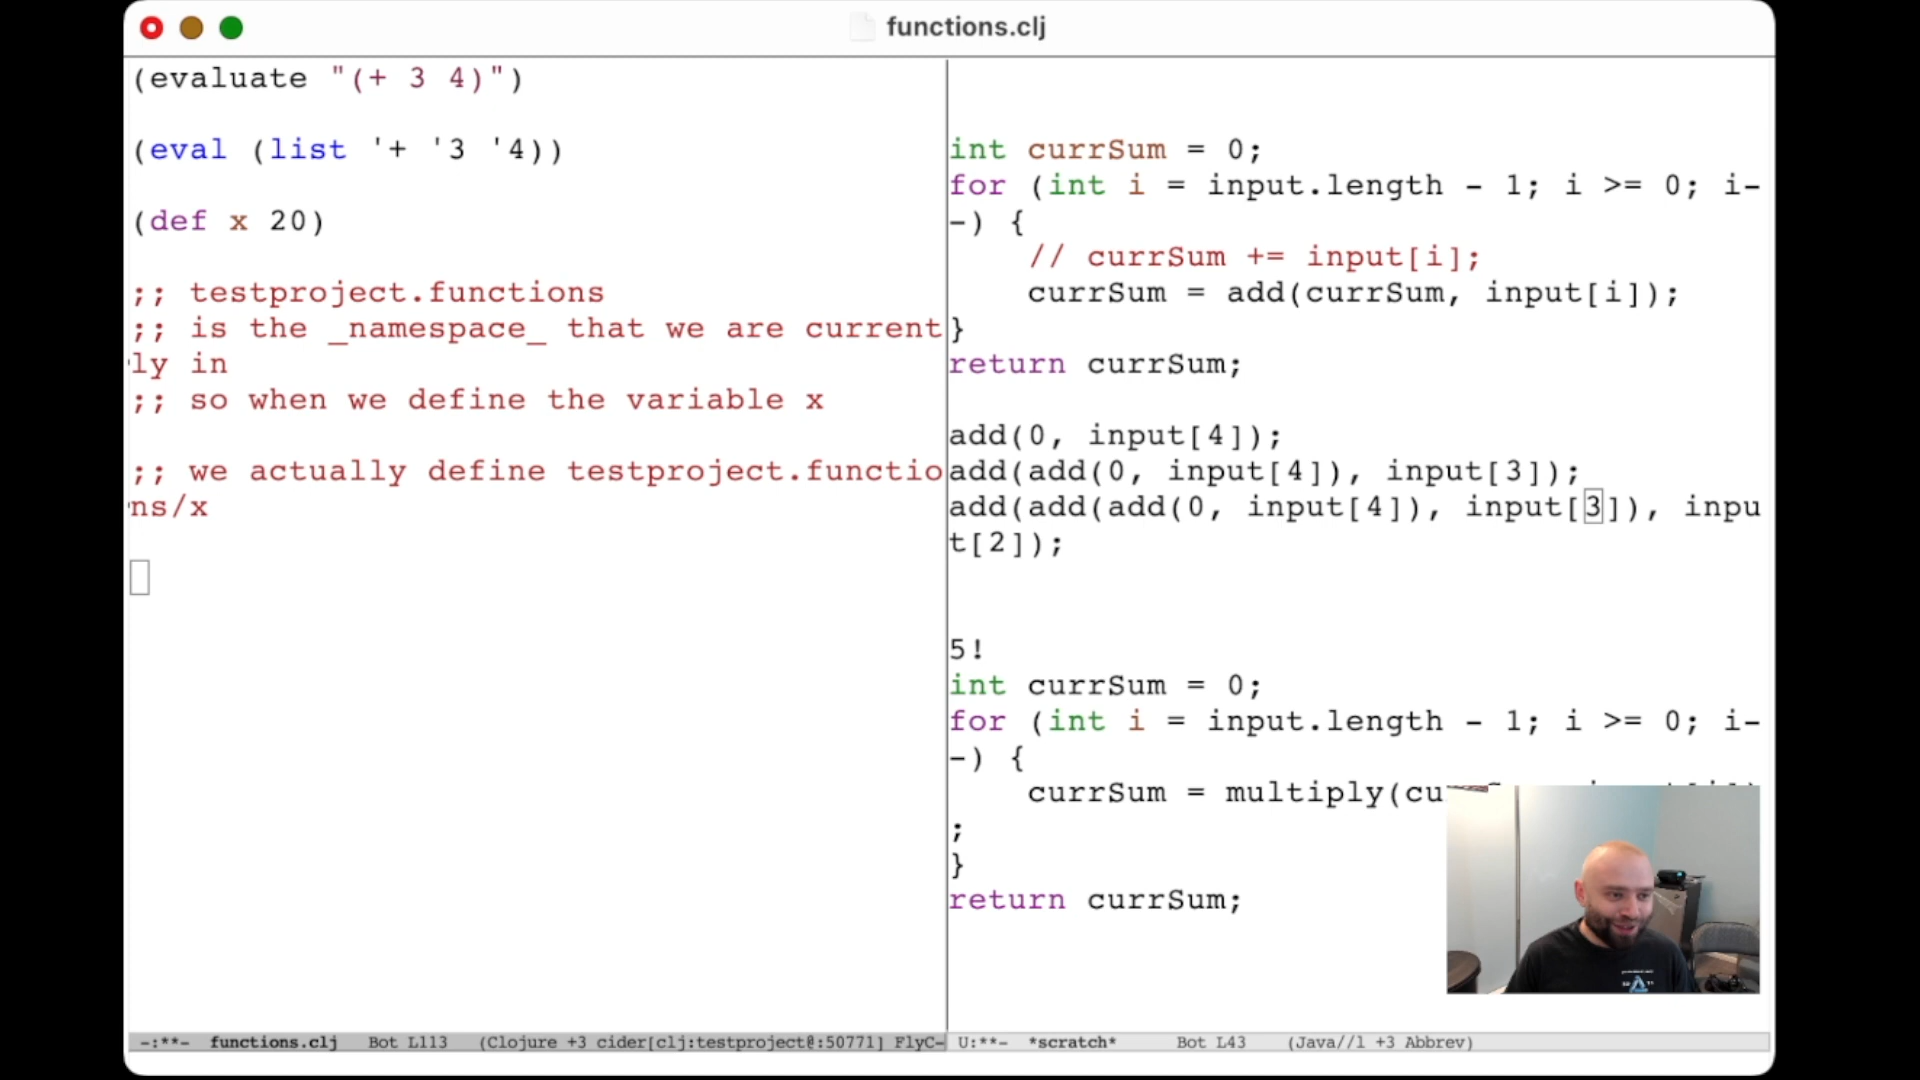 functions.clj
(evaluate "(+ 3 4)")
(eval (list '+ '3 '4))
(def x 20)
;; testproject.functions
;; is the _namespace_ that we are current
ly in
;; so when we define the variable x
;; we actually define testproject.functio
ns/x
int currSum = 0;
for (int i = input.length - 1; i >= 0; i-
-) {
// currSum += input[i];
currSum = add(currSum, input[i]);
}
return currSum;
add(0, input[4]);
add(add(0, input[4]), input[3]);
add(add(add(0, input[4]), input[3]), inpu
t[2]);
5!
int currSum = 0;
for (int i = input.length - 1; i >= 0; i-
-) {
currSum = multiply(cu
;
}
return currSum;
-:**- functions.clj Bot L113 (Clojure +3 cider[clj:testproject@:50771] FlyC-
U:**- *scratch* Bot L43 (Java//l +3 Abbrev)